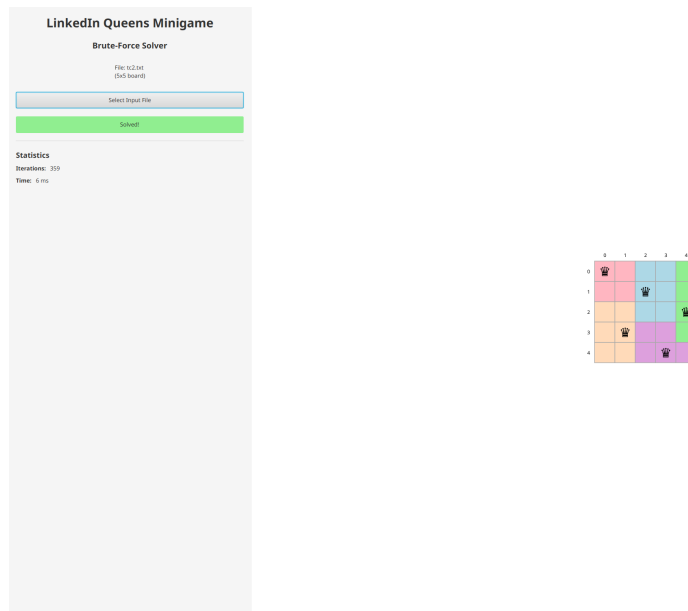 LinkedIn Queens Minigame
Brute-Force Solver
File: tc2.txt
(5x5 board)
Select Input File
Solved!
Statistics
Iterations: 359
Time: 6 ms
0 1 2 3 4
0
1
2
3
4